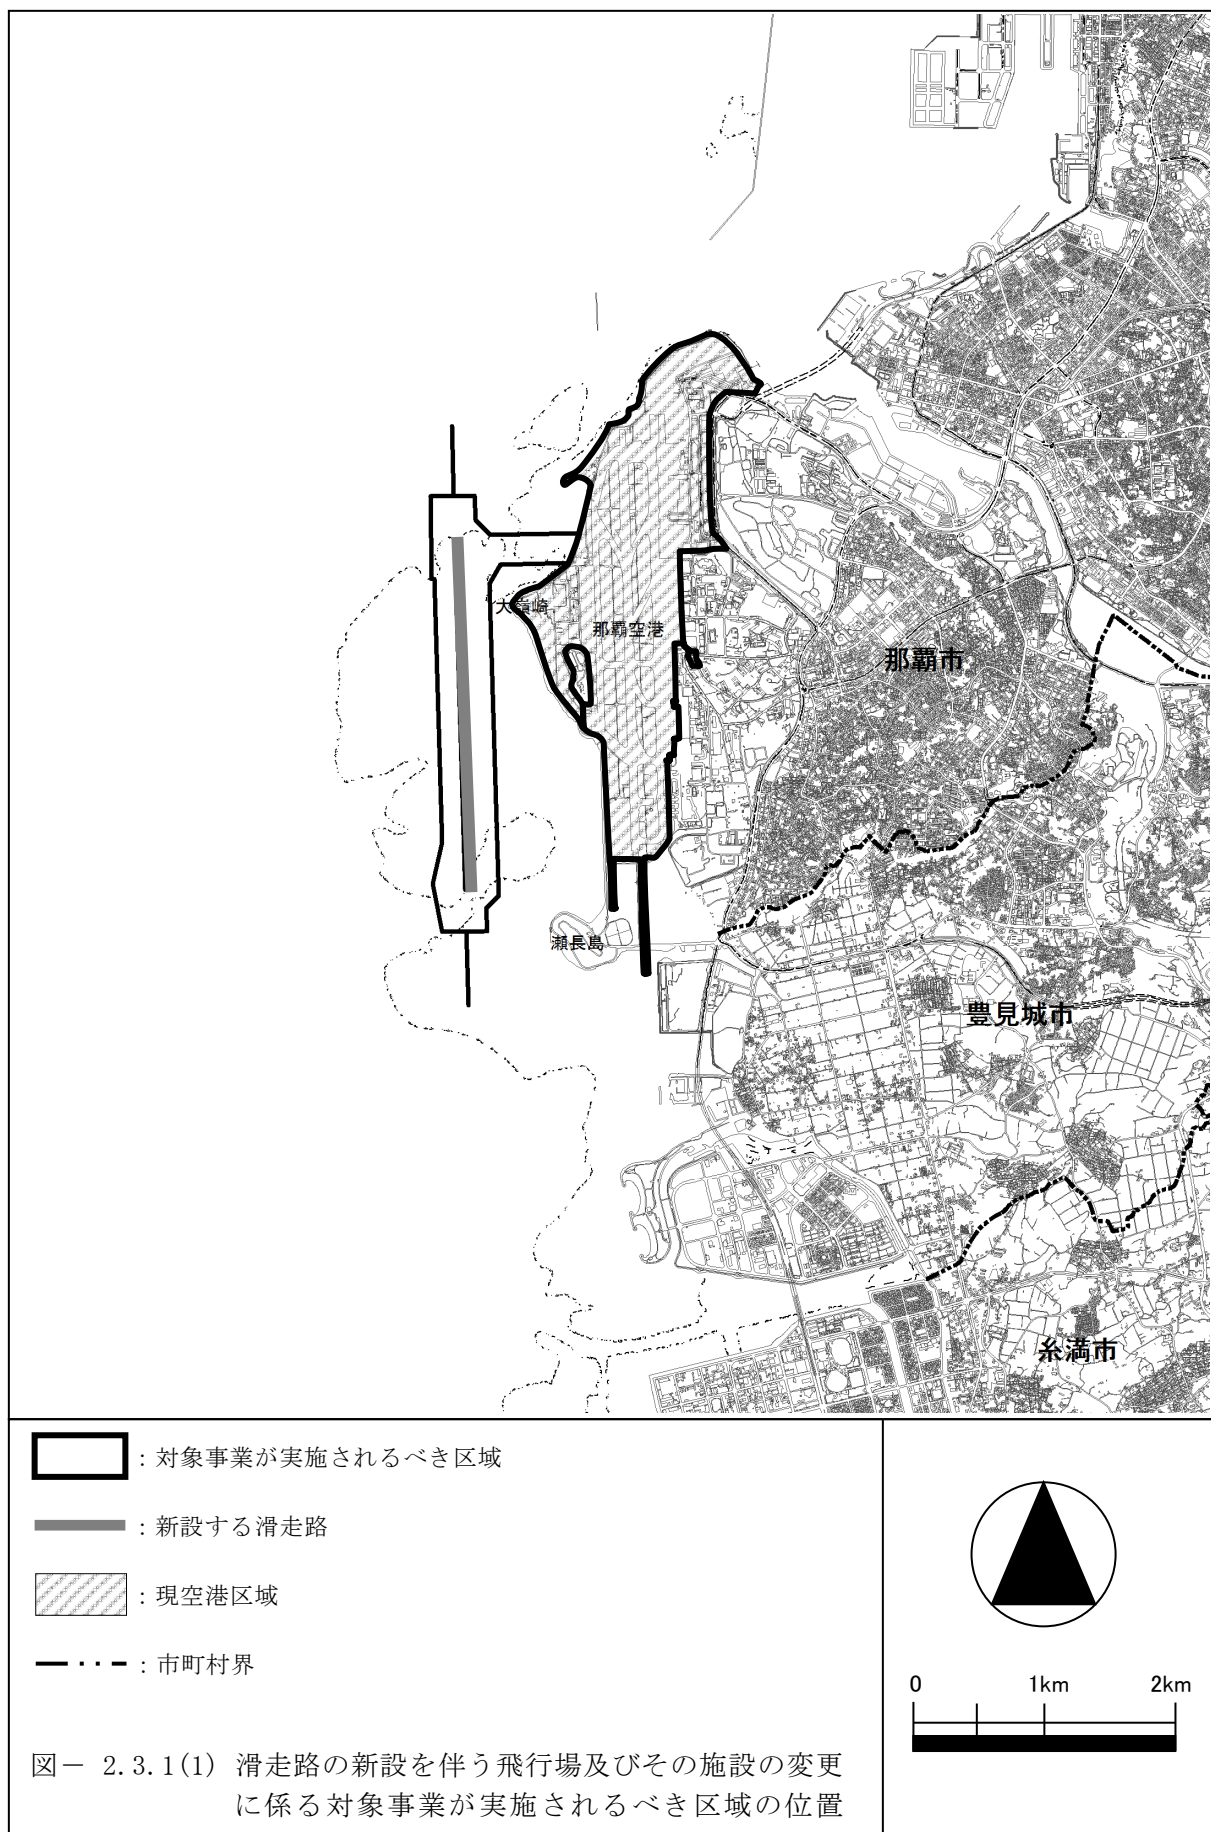 大嶺崎
那覇空港
那覇市
瀬長島
豊見城市
糸満市
：対象事業が実施されるべき区域
：新設する滑走路
：現空港区域
：市町村界
0 1km 2km
図－ 2.3.1(1) 滑走路の新設を伴う飛行場及びその施設の変更
に係る対象事業が実施されるべき区域の位置